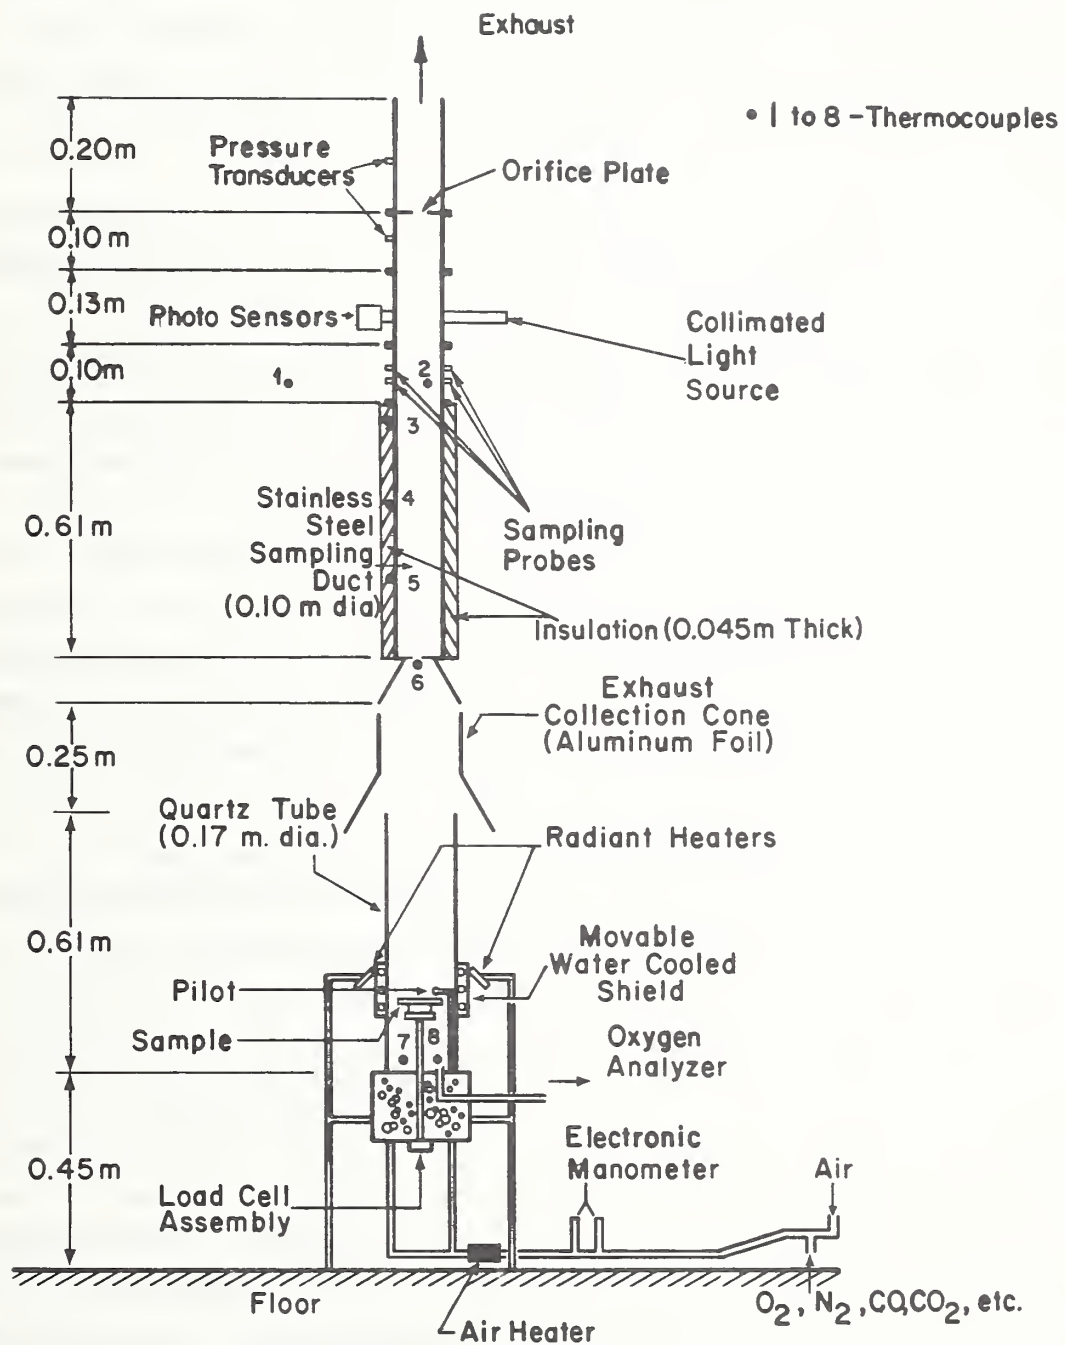 Exhaust
• 1 to 8 - Thermocouples
0.20m
Pressure
Transducers
Orifice Plate
0.10m
0.13m
Photo Sensors
Collimated
Light
Source
0.10m
1
2
3
4
5
6
0.61m
Stainless
Steel
Sampling
Duct
(0.10 m dia)
Sampling
Probes
Insulation (0.045m Thick)
Exhaust
Collection Cone
(Aluminum Foil)
0.25m
Quartz Tube
(0.17 m. dia.)
Radiant Heaters
0.61m
Movable
Water Cooled
Shield
Pilot
Sample
7
8
Oxygen
Analyzer
0.45m
Electronic
Manometer
Air
Load Cell
Assembly
Floor
O2, N2, CO,CO2, etc.
Air Heater